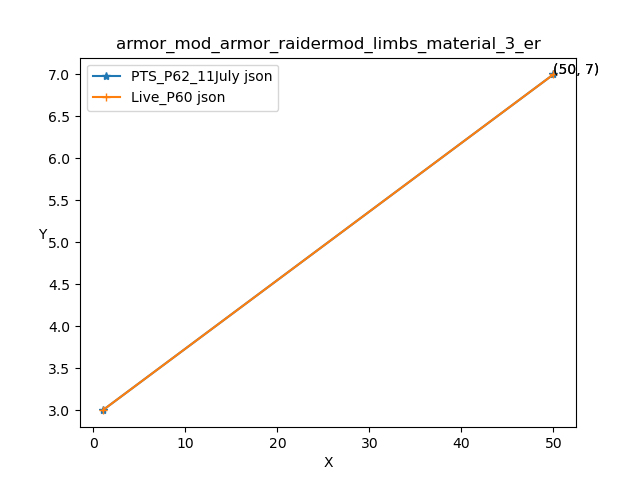 armor_mod_armor_raidermod_limbs_material_3_er
PTS_P62_11July json
Live_P60 json
(50, 7)
7.0
6.5
6.0
5.5
5.0
4.5
4.0
3.5
3.0
Y
0 10 20 30 40 50
X